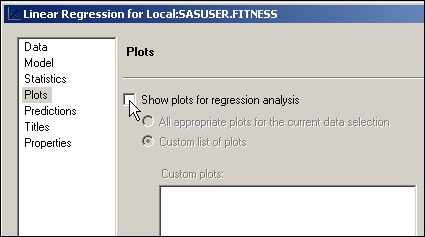 Linear Regression for Local:SASUSER.FITNESS
Data
Model
Statistics
Plots
Predictions
Titles
Properties
Plots
Show plots for regression analysis
All appropriate plots for the current data selection
Custom list of plots
Custom plots: